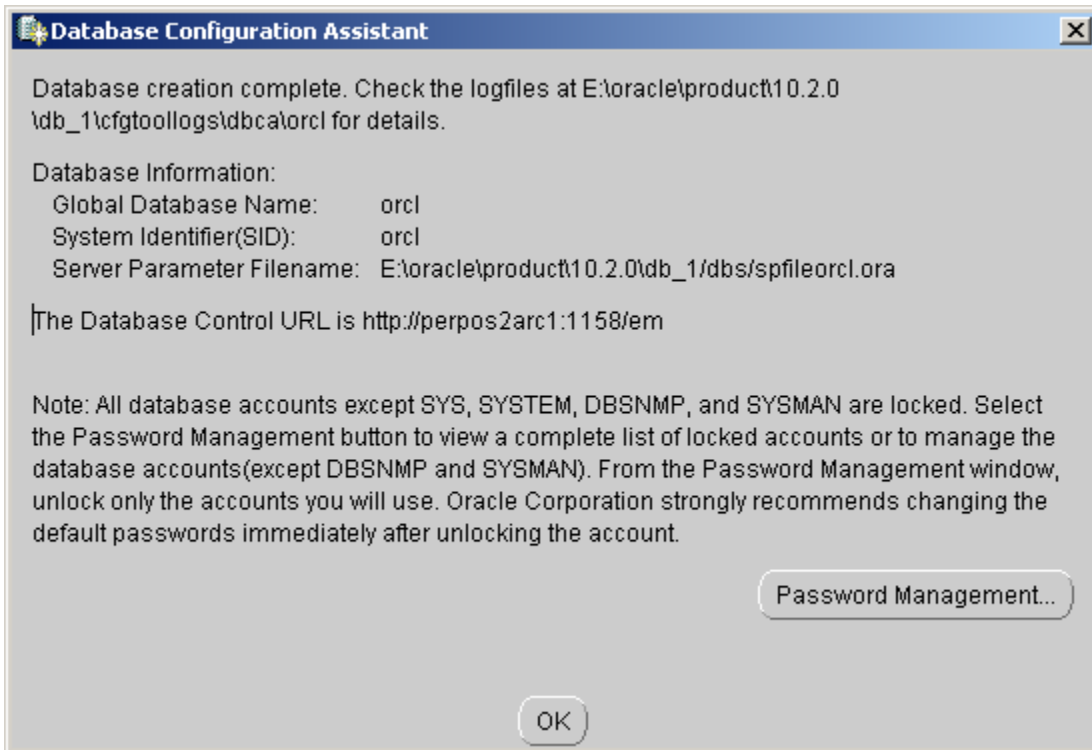 Database Configuration Assistant
Database creation complete. Check the logfiles at E:\oracle\product\10.2.0
\db_1\cfgtoollogs\dbca\orcl for details.
Database Information:
Global Database Name: orcl
System Identifier(SID): orcl
Server Parameter Filename: E:\oracle\product\10.2.0\db_1/dbs/spfileorcl.ora
The Database Control URL is http://perpos2arc1:1158/em
Note: All database accounts except SYS, SYSTEM, DBSNMP, and SYSMAN are locked. Select
the Password Management button to view a complete list of locked accounts or to manage the
database accounts(except DBSNMP and SYSMAN). From the Password Management window,
unlock only the accounts you will use. Oracle Corporation strongly recommends changing the
default passwords immediately after unlocking the account.
Password Management...
OK